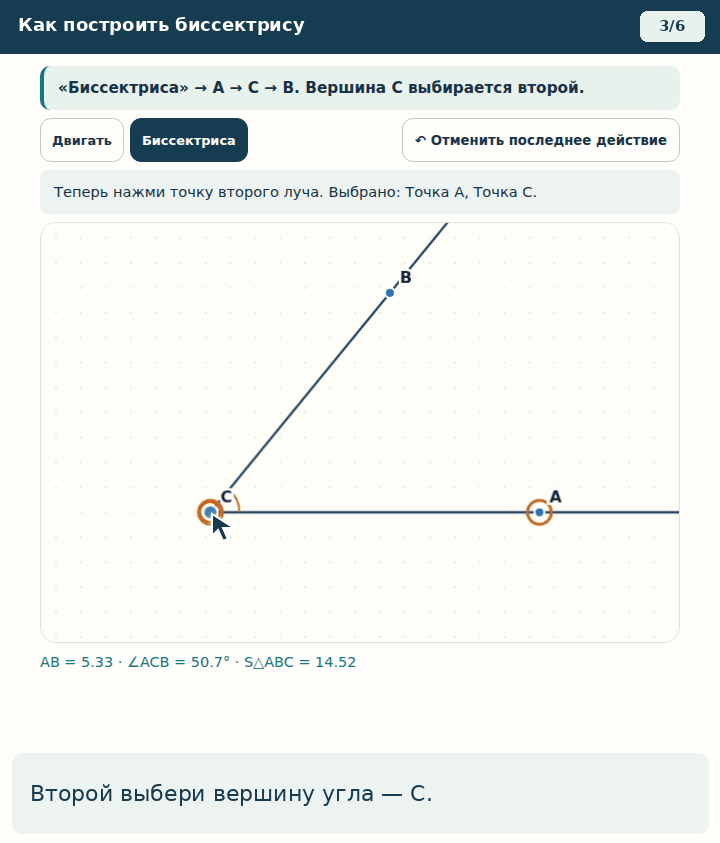 Как построить биссектрису
3/6
«Биссектриса» → A → C → B. Вершина C выбирается второй.
Двигать
Биссектриса
↶ Отменить последнее действие
Теперь нажми точку второго луча. Выбрано: Точка A, Точка C.
B
C
A
AB = 5.33 · ∠ACB = 50.7° · S△ABC = 14.52
Второй выбери вершину угла — C.